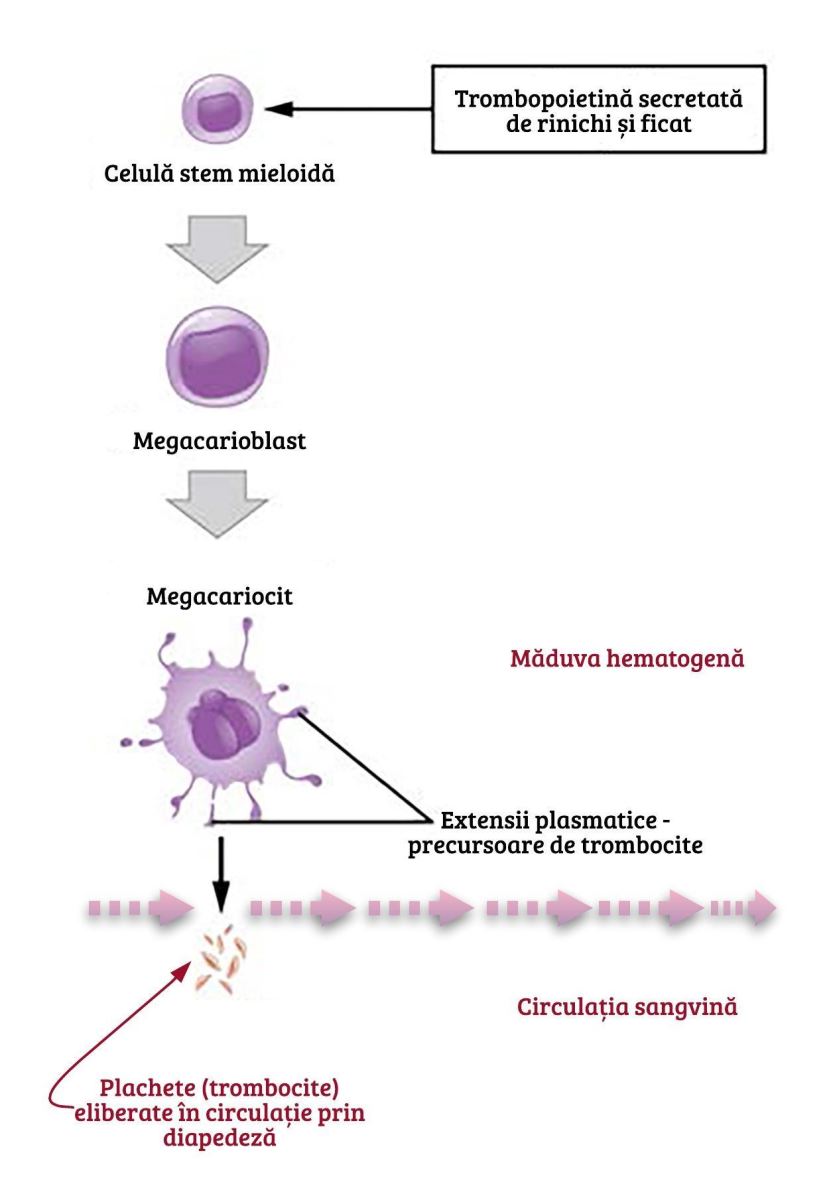 Trombopoietină secretată
de rinichi și ficat
Celulă stem mieloidă
Megacarioblast
Megacariocit
Măduva hematogenă
Extensii plasmatice -
precursoare de trombocite
Circulația sangvină
Plachete (trombocite)
eliberate în circulație prin
diapedeză